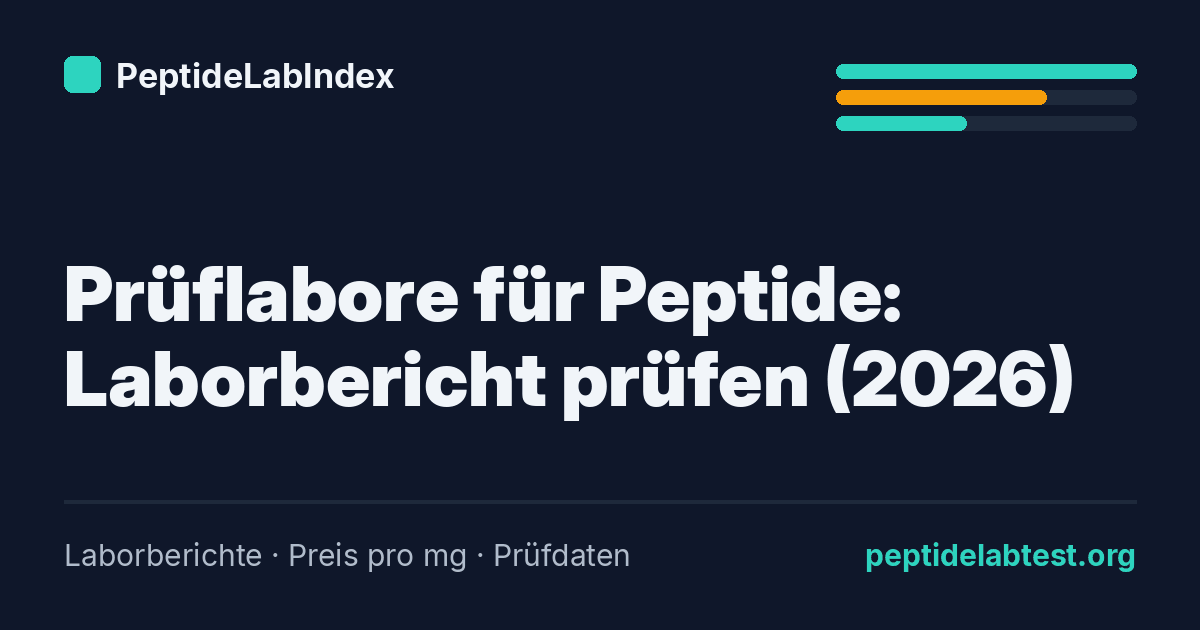 PeptideLabIndex
Prüflabore für Peptide:
Laborbericht prüfen (2026)
Laborberichte · Preis pro mg · Prüfdaten
peptidelabtest.org